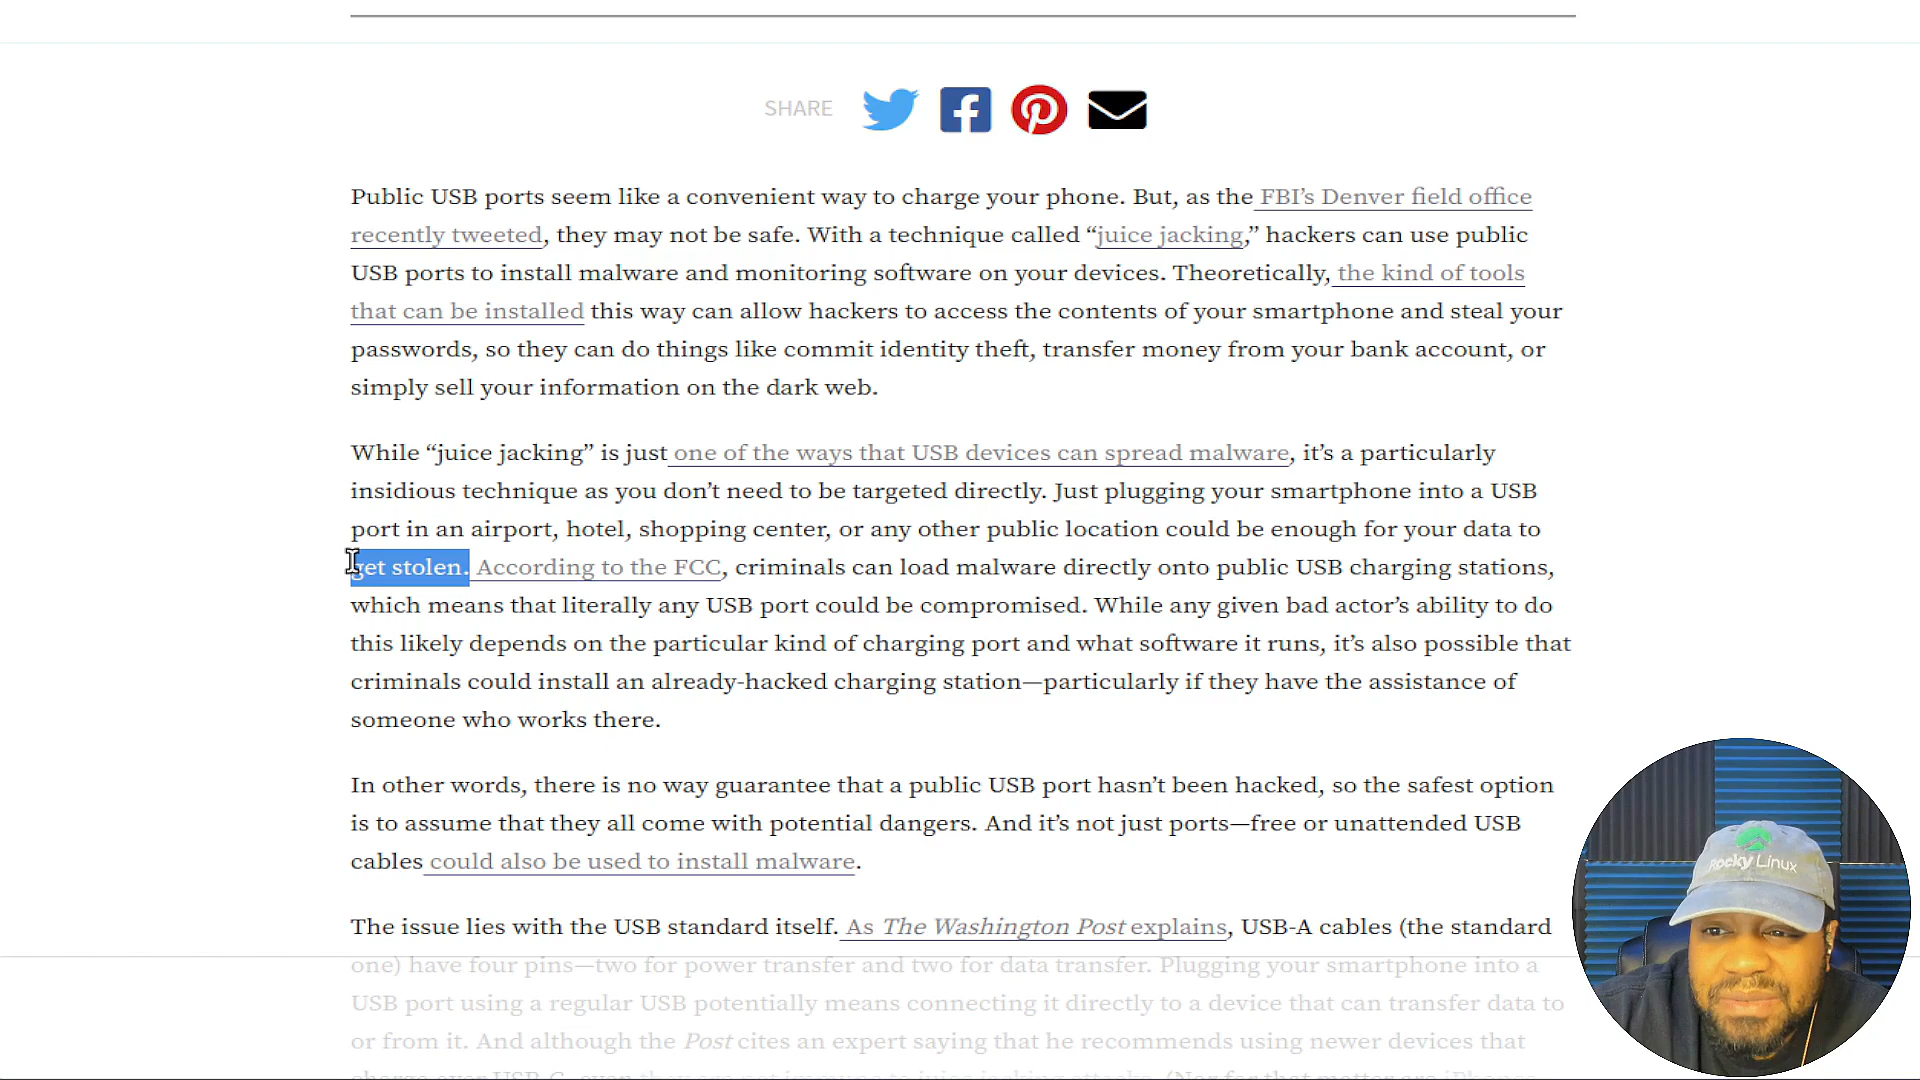 SHARE
Public USB ports seem like a convenient way to charge your phone. But, as the FBI’s Denver field office
recently tweeted, they may not be safe. With a technique called “juice jacking,” hackers can use public
USB ports to install malware and monitoring software on your devices. Theoretically, the kind of tools
that can be installed this way can allow hackers to access the contents of your smartphone and steal your
passwords, so they can do things like commit identity theft, transfer money from your bank account, or
simply sell your information on the dark web.
While “juice jacking” is just one of the ways that USB devices can spread malware, it’s a particularly
insidious technique as you don’t need to be targeted directly. Just plugging your smartphone into a USB
port in an airport, hotel, shopping center, or any other public location could be enough for your data to
get stolen. According to the FCC, criminals can load malware directly onto public USB charging stations,
which means that literally any USB port could be compromised. While any given bad actor’s ability to do
this likely depends on the particular kind of charging port and what software it runs, it’s also possible that
criminals could install an already-hacked charging station—particularly if they have the assistance of
someone who works there.
In other words, there is no way guarantee that a public USB port hasn’t been hacked, so the safest option
is to assume that they all come with potential dangers. And it’s not just ports—free or unattended USB
cables could also be used to install malware.
The issue lies with the USB standard itself. As The Washington Post explains, USB-A cables (the standard
one) have four pins—two for power transfer and two for data transfer. Plugging your smartphone into a
USB port using a regular USB potentially means connecting it directly to a device that can transfer data to
or from it. And although the Post cites an expert saying that he recommends using newer devices that
Rocky Linux